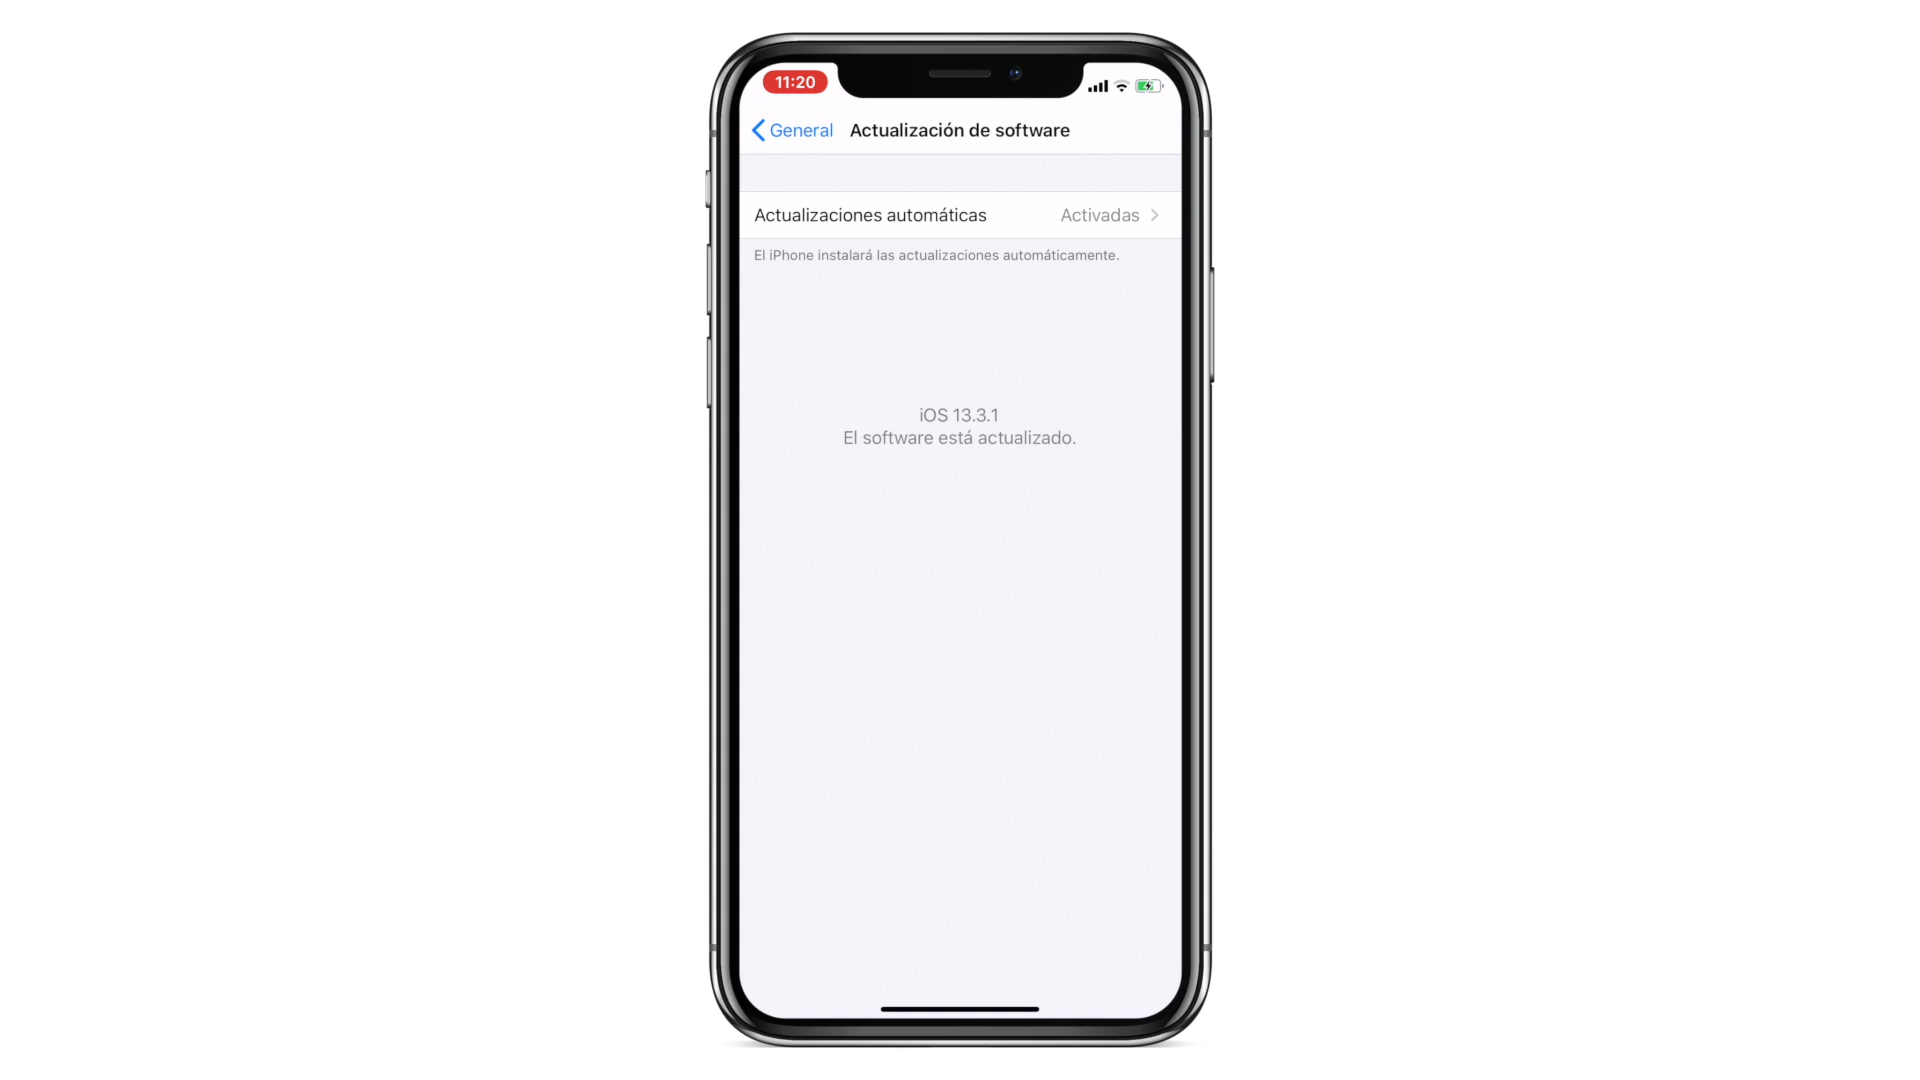 11:20
General
Actualización de software
Actualizaciones automáticas
Activadas
El iPhone instalará las actualizaciones automáticamente.
iOS 13.3.1
El software está actualizado.